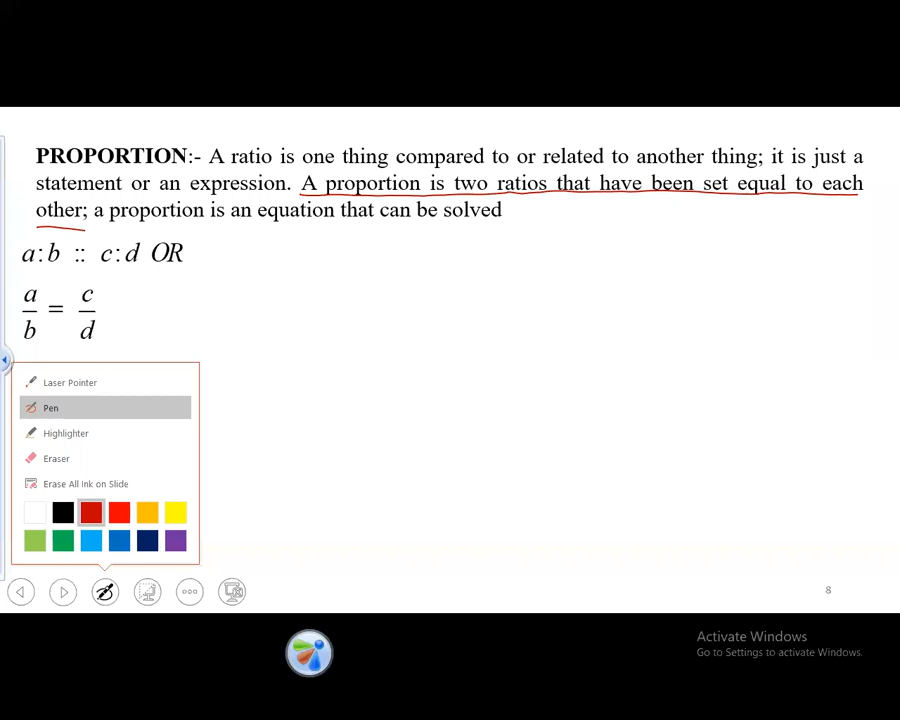 PROPORTION:- A ratio is one thing compared to or related to another thing; it is just a
statement or an expression. A proportion is two ratios that have been set equal to each
other; a proportion is an equation that can be solved
a:b :: c:d OR
a/b = c/d
Laser Pointer
Pen
Highlighter
Eraser
Erase All Ink on Slide
8
Activate Windows
Go to Settings to activate Windows.